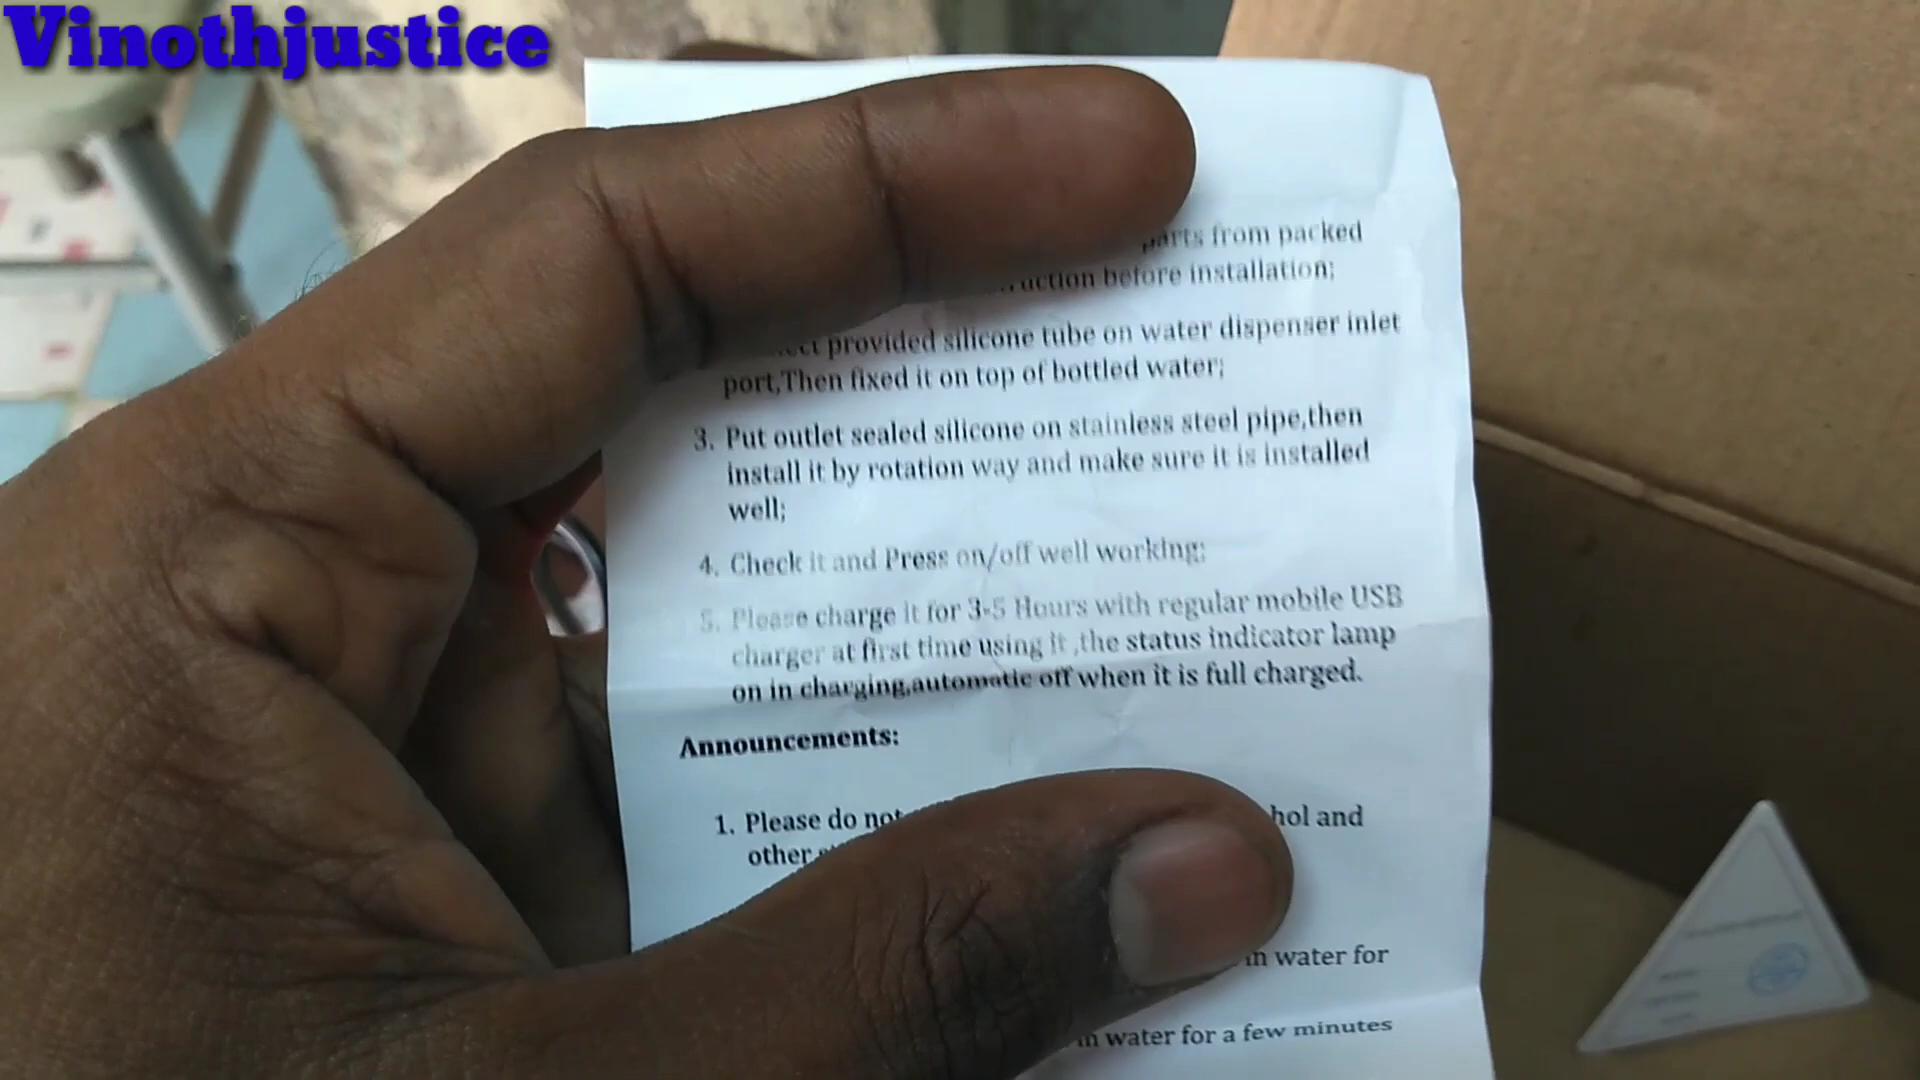 Vinothjustice
parts from packed
before installation;
provided silicone tube on water dispenser inlet
port,Then fixed it on top of bottled water;
3. Put outlet sealed silicone on stainless steel pipe,then
install it by rotation way and make sure it is installed
well;
4. Check it and Press on/off well working;
5. Please charge it for 3-5 Hours with regular mobile USB
charger at first time using it ,the status indicator lamp
on in charging,automatic off when it is full charged.
Announcements:
1. Please do not and
other
in water for
in water for a few minutes